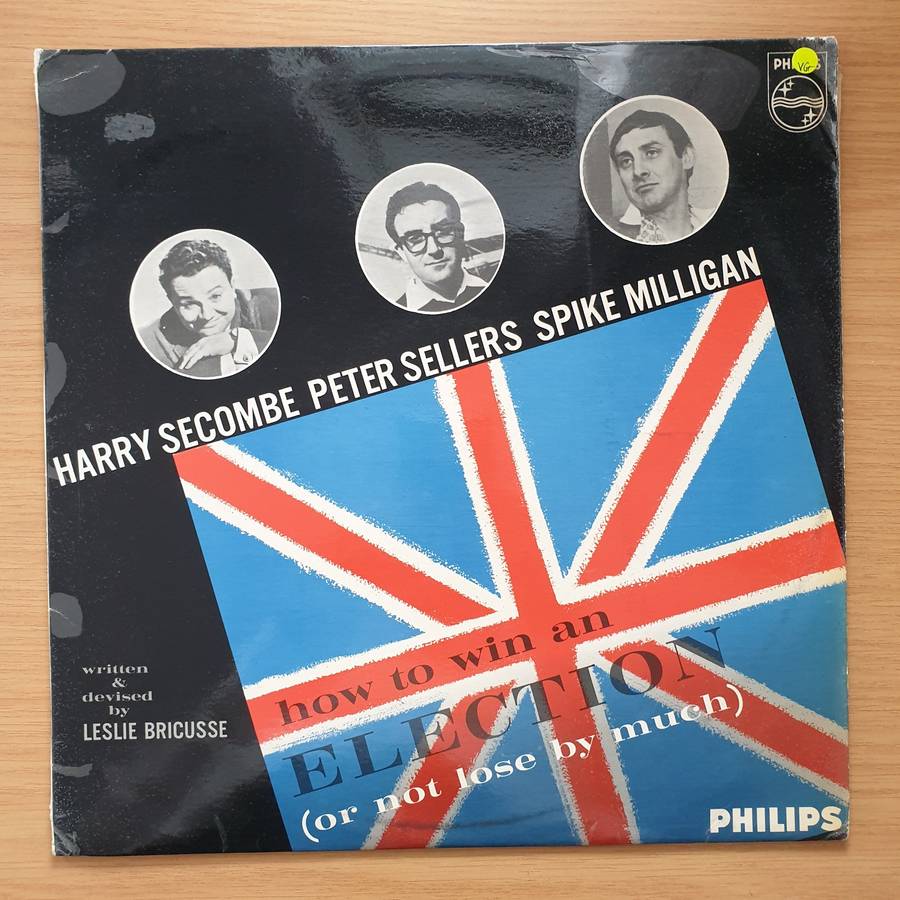 PHILIPS
VG+
HARRY SECOMBE PETER SELLERS SPIKE MILLIGAN
how to win an
ELECTION
(or not lose by much)
written
&
devised
by
LESLIE BRICUSSE
PHILIPS